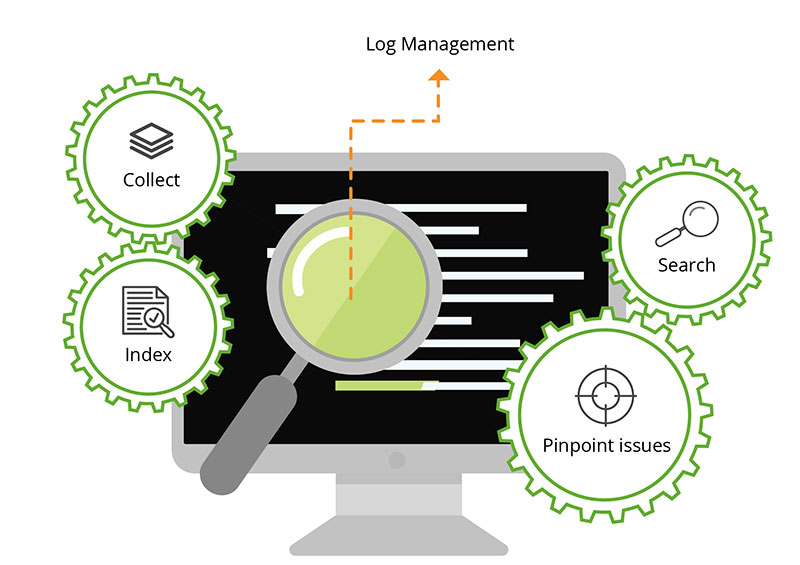 Log Management
Collect
Index
Search
Pinpoint issues